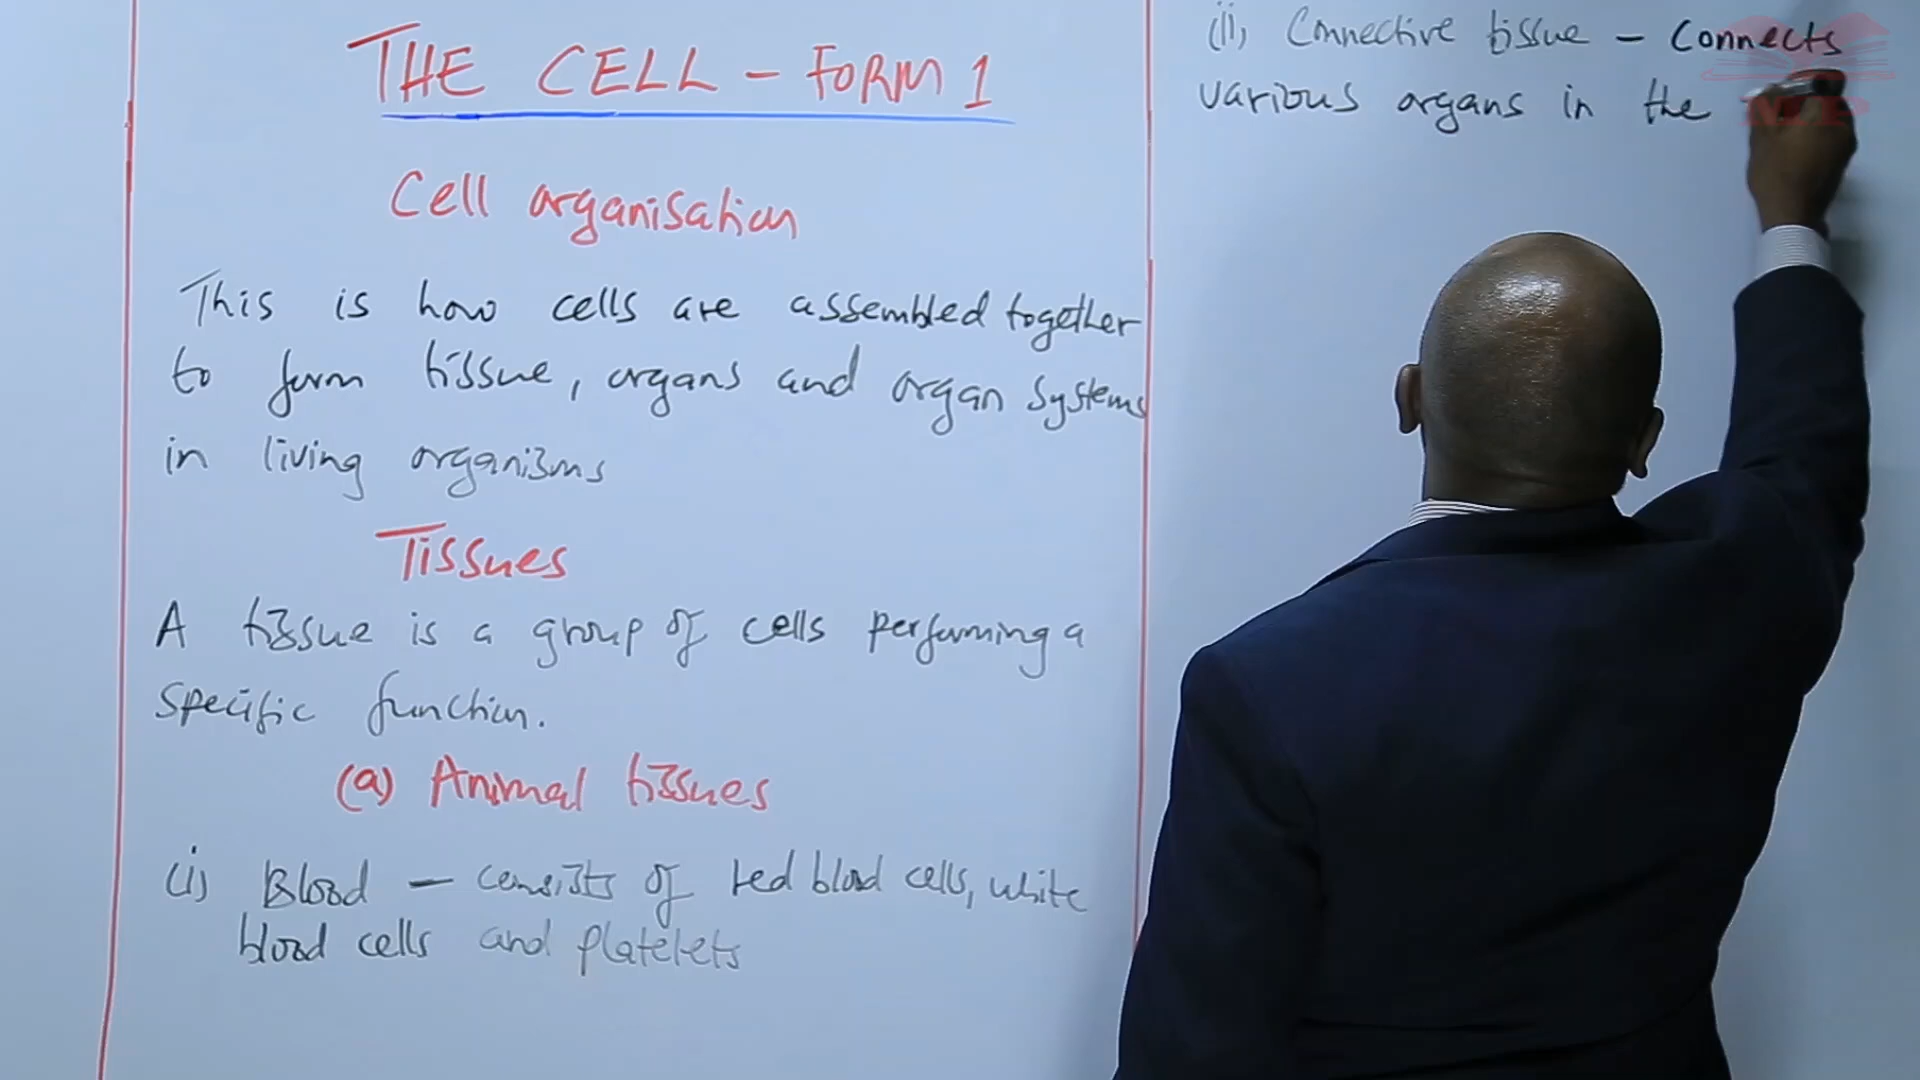 THE CELL - FORM 1
Cell organisation
This is how cells are assembled together
to form tissue, organs and organ systems
in living organisms
Tissues
A tissue is a group of cells performing a
specific function.
(a) Animal tissues
(i) Blood - consists of red blood cells, white
blood cells and platelets
(ii) Connective tissue - connects
various organs in the